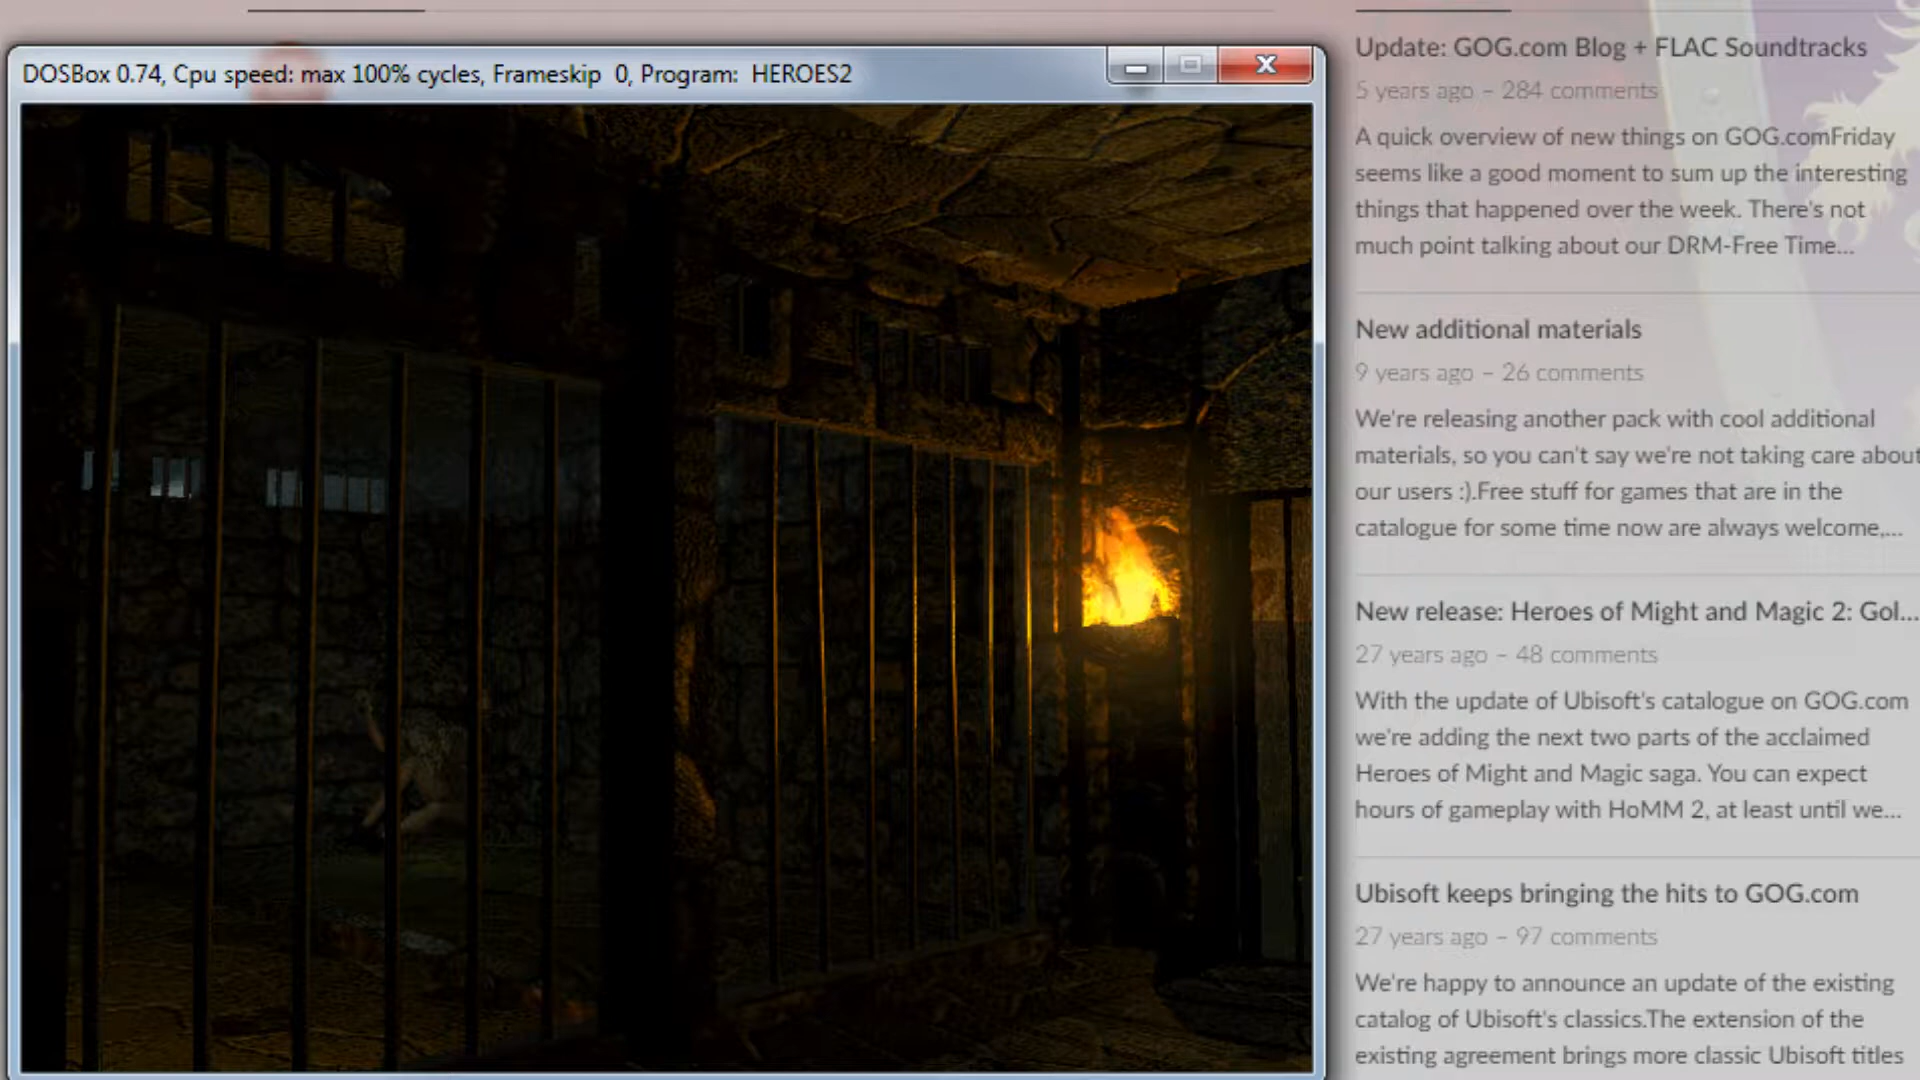 DOSBox 0.74, Cpu speed: max 100% cycles, Frameskip 0, Program: HEROES2
Update: GOG.com Blog + FLAC Soundtracks
5 years ago – 284 comments
A quick overview of new things on GOG.comFriday
seems like a good moment to sum up the interesting
things that happened over the week. There's not
much point talking about our DRM-Free Time...
New additional materials
9 years ago – 26 comments
We're releasing another pack with cool additional
materials, so you can't say we're not taking care about
our users :).Free stuff for games that are in the
catalogue for some time now are always welcome,...
New release: Heroes of Might and Magic 2: Gol...
27 years ago – 48 comments
With the update of Ubisoft's catalogue on GOG.com
we're adding the next two parts of the acclaimed
Heroes of Might and Magic saga. You can expect
hours of gameplay with HoMM 2, at least until we...
Ubisoft keeps bringing the hits to GOG.com
27 years ago – 97 comments
We're happy to announce an update of the existing
catalog of Ubisoft's classics.The extension of the
existing agreement brings more classic Ubisoft titles